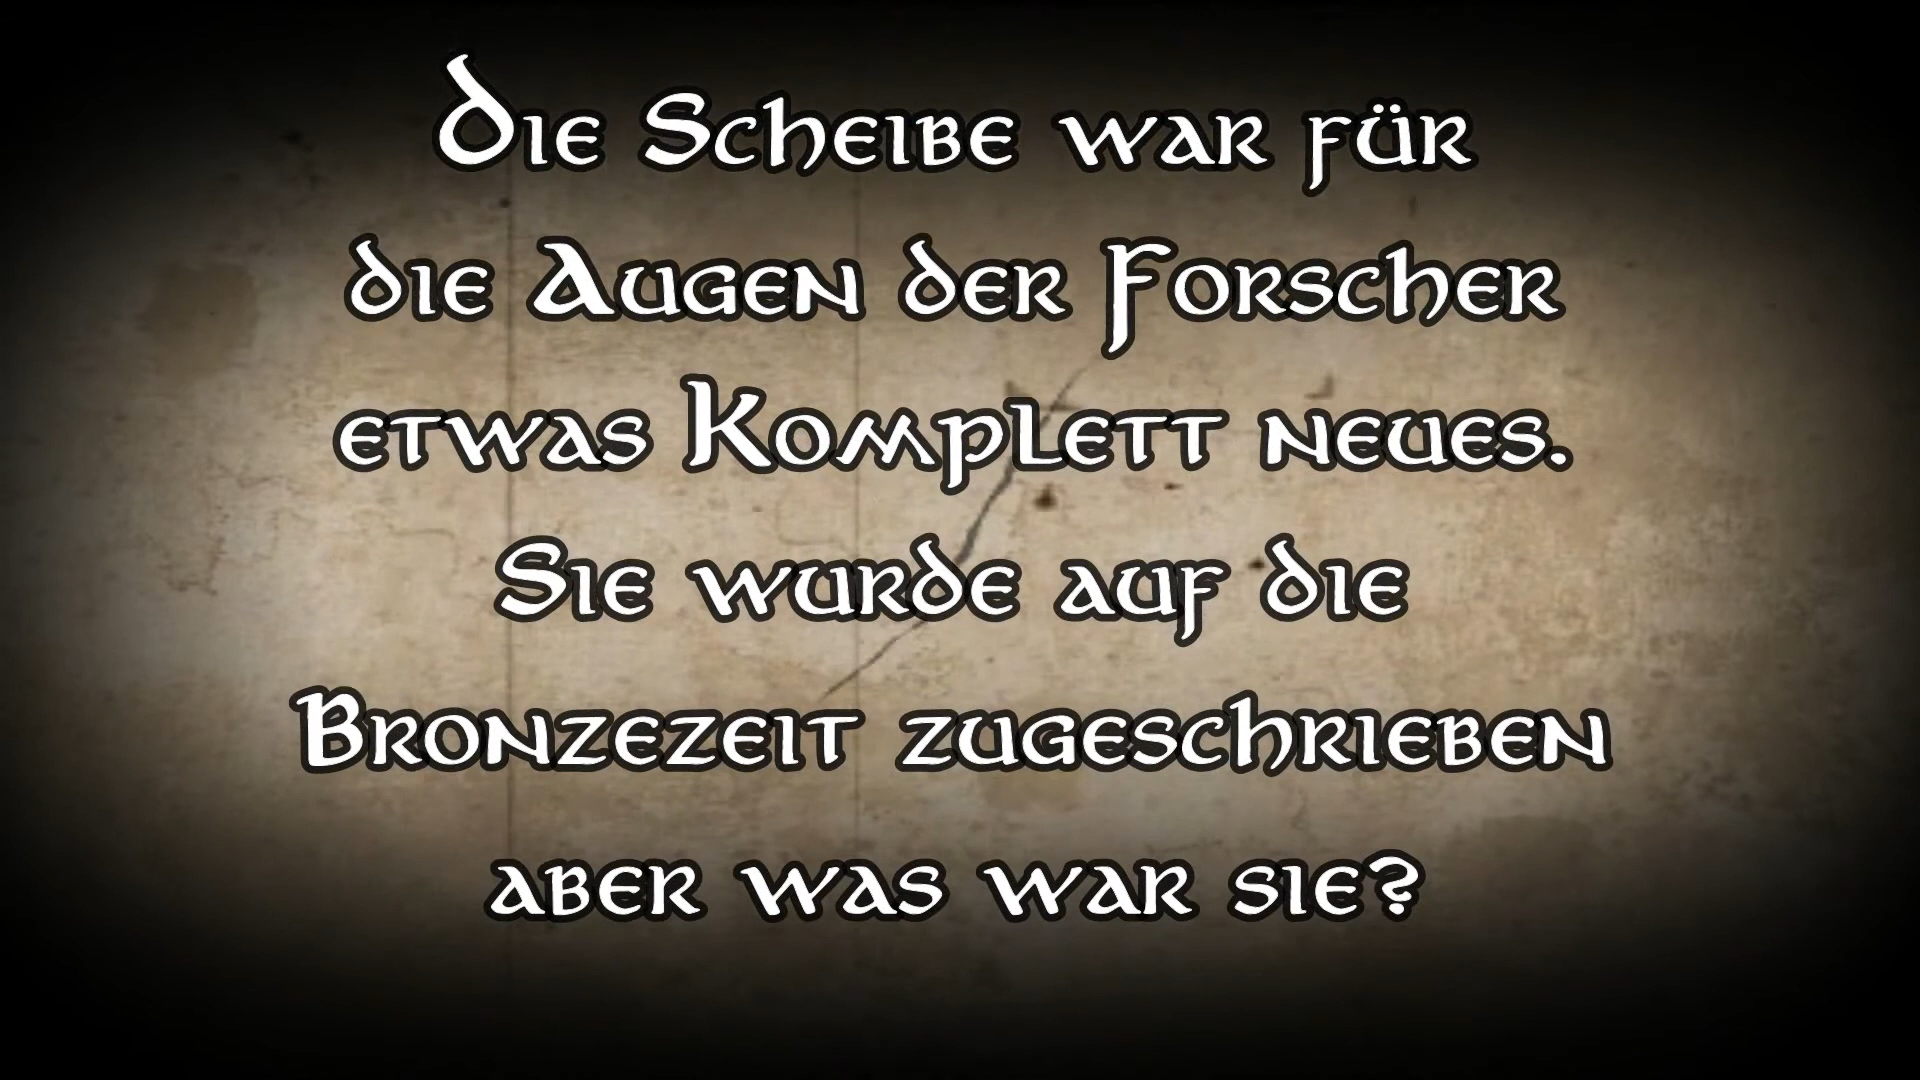 Die Scheibe war für
die Augen der Forscher
etwas Komplett neues.
Sie wurde auf die
Bronzezeit zugeschrieben
aber was war sie?